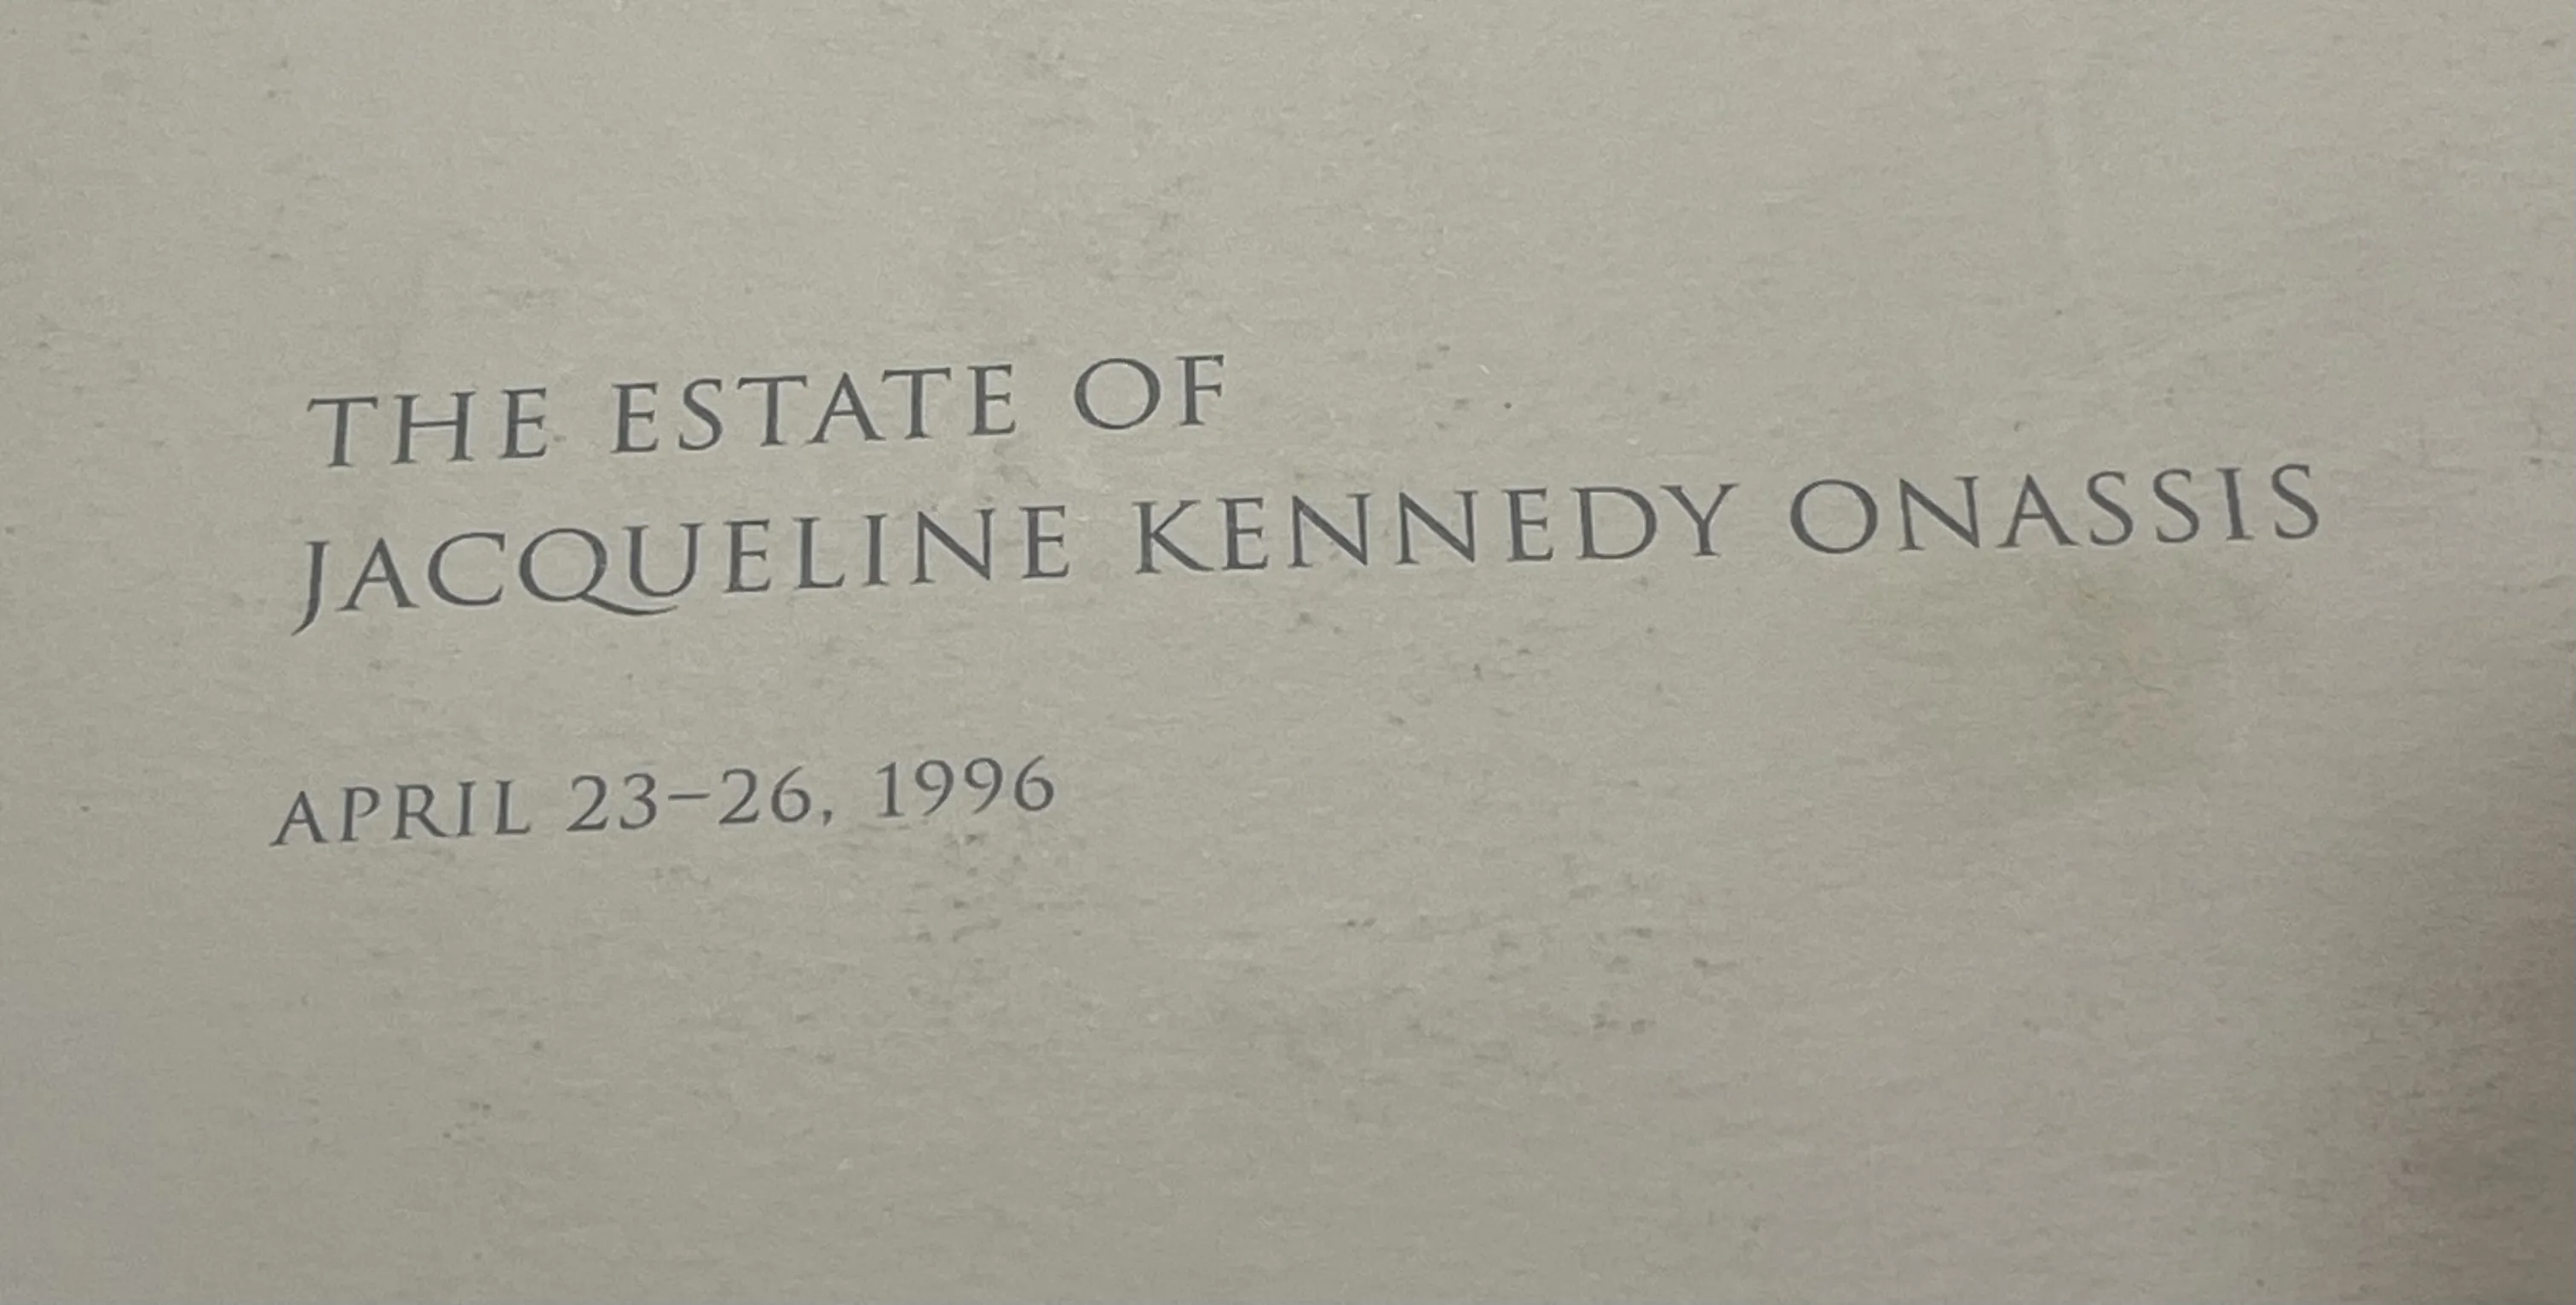 THE ESTATE OF
JACQUELINE KENNEDY ONASSIS
APRIL 23–26, 1996